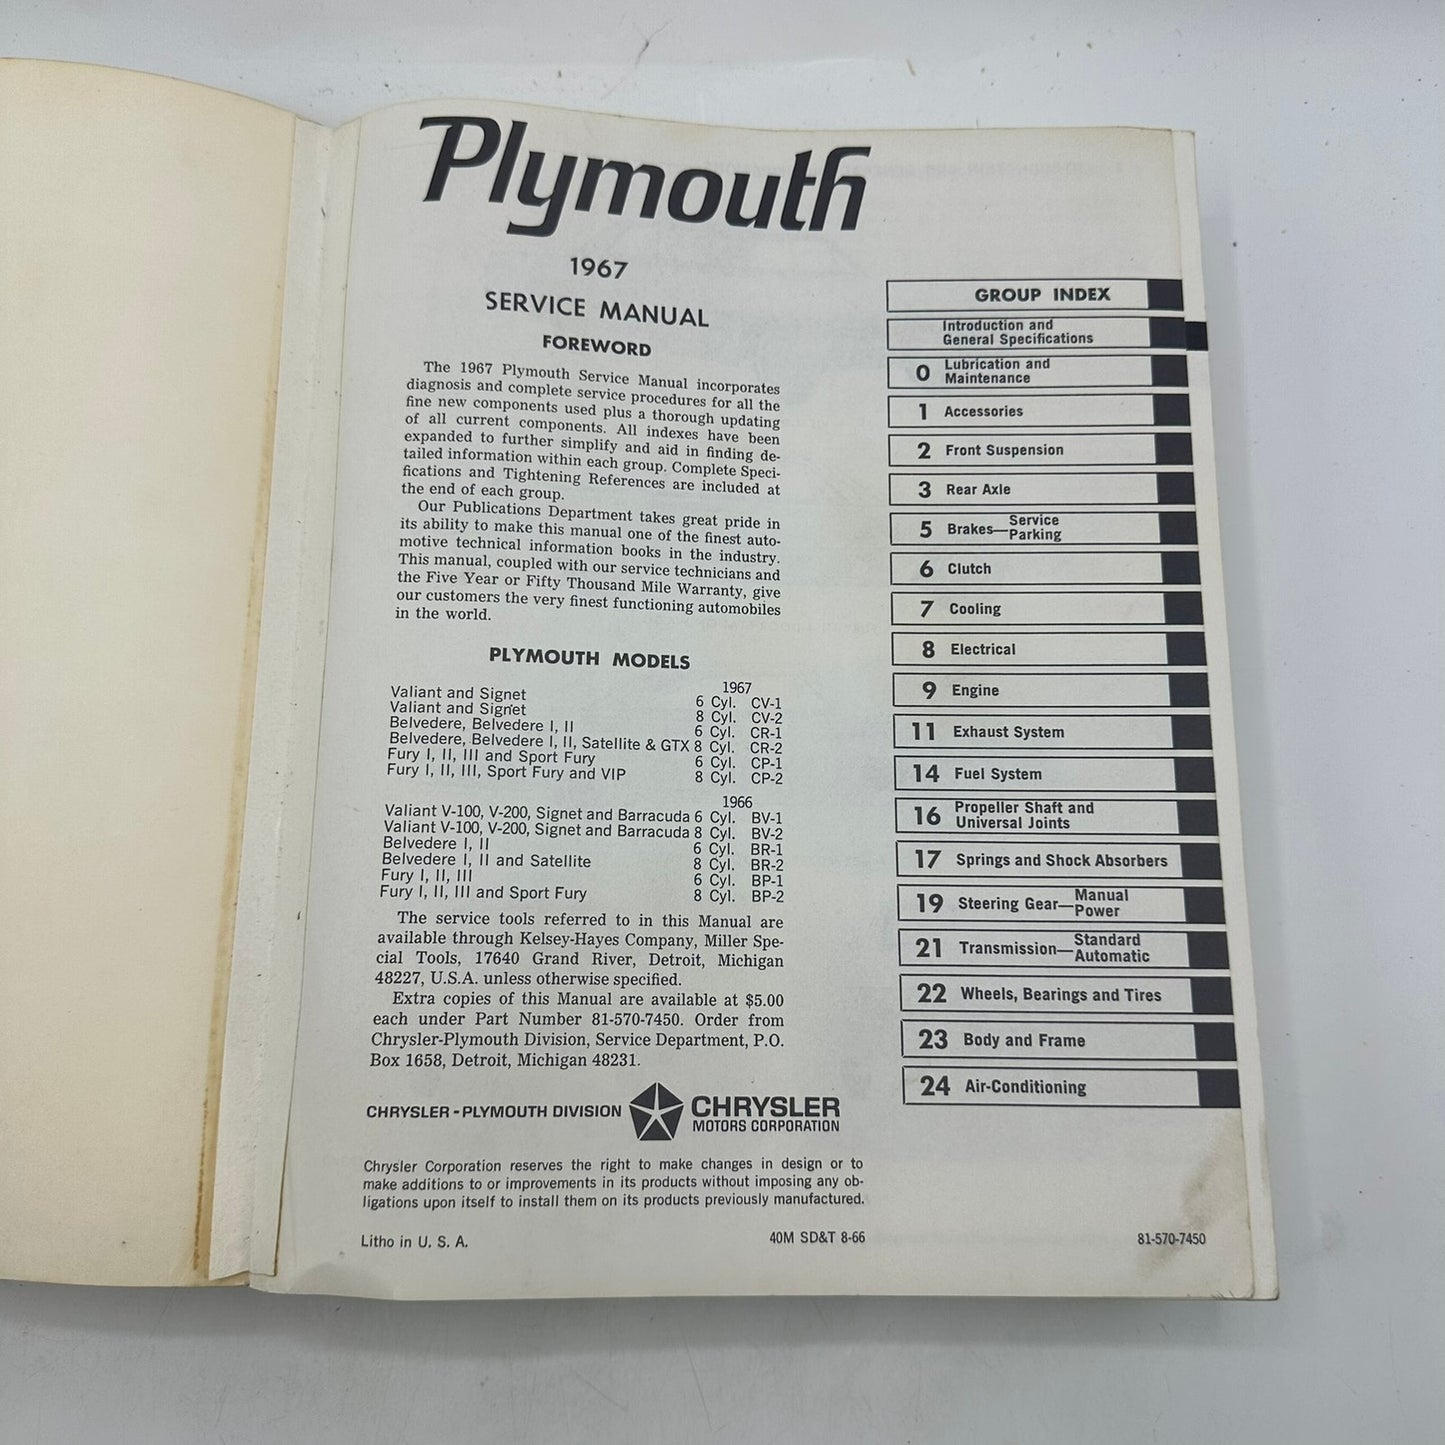 Plymouth
1967
SERVICE MANUAL
FOREWORD
The 1967 Plymouth Service Manual incorporates
diagnosis and complete service procedures for all the
fine new components used plus a thorough updating
of all current components. All indexes have been
expanded to further simplify and aid in finding de-
tailed information within each group. Complete Speci-
fications and Tightening References are included at
the end of each group.
Our Publications Department takes great pride in
its ability to make this manual one of the finest auto-
motive technical information books in the industry.
This manual, coupled with our service technicians and
the Five Year or Fifty Thousand Mile Warranty, give
our customers the very finest functioning automobiles
in the world.
PLYMOUTH MODELS
1967
Valiant and Signet 6 Cyl. CV-1
Valiant and Signet 8 Cyl. CV-2
Belvedere, Belvedere I, II 6 Cyl. CR-1
Belvedere, Belvedere I, II, Satellite & GTX 8 Cyl. CR-2
Fury I, II, III and Sport Fury 6 Cyl. CP-1
Fury I, II, III, Sport Fury and VIP 8 Cyl. CP-2
1966
Valiant V-100, V-200, Signet and Barracuda 6 Cyl. BV-1
Valiant V-100, V-200, Signet and Barracuda 8 Cyl. BV-2
Belvedere I, II 6 Cyl. BR-1
Belvedere I, II and Satellite 8 Cyl. BR-2
Fury I, II, III 6 Cyl. BP-1
Fury I, II, III and Sport Fury 8 Cyl. BP-2
The service tools referred to in this Manual are
available through Kelsey-Hayes Company, Miller Spe-
cial Tools, 17640 Grand River, Detroit, Michigan
48227, U.S.A. unless otherwise specified.
Extra copies of this Manual are available at $5.00
each under Part Number 81-570-7450. Order from
Chrysler-Plymouth Division, Service Department, P.O.
Box 1658, Detroit, Michigan 48231.
CHRYSLER-PLYMOUTH DIVISION CHRYSLER
MOTORS CORPORATION
Chrysler Corporation reserves the right to make changes in design or to
make additions to or improvements in its products without imposing any ob-
ligations upon itself to install them on its products previously manufactured.
Litho in U. S. A. 40M SD&T 8-66 81-570-7450
GROUP INDEX
Introduction and
General Specifications
0 Lubrication and
Maintenance
1 Accessories
2 Front Suspension
3 Rear Axle
5 Brakes—Service
Parking
6 Clutch
7 Cooling
8 Electrical
9 Engine
11 Exhaust System
14 Fuel System
16 Propeller Shaft and
Universal Joints
17 Springs and Shock Absorbers
19 Steering Gear—Manual
Power
21 Transmission—Standard
Automatic
22 Wheels, Bearings and Tires
23 Body and Frame
24 Air-Conditioning